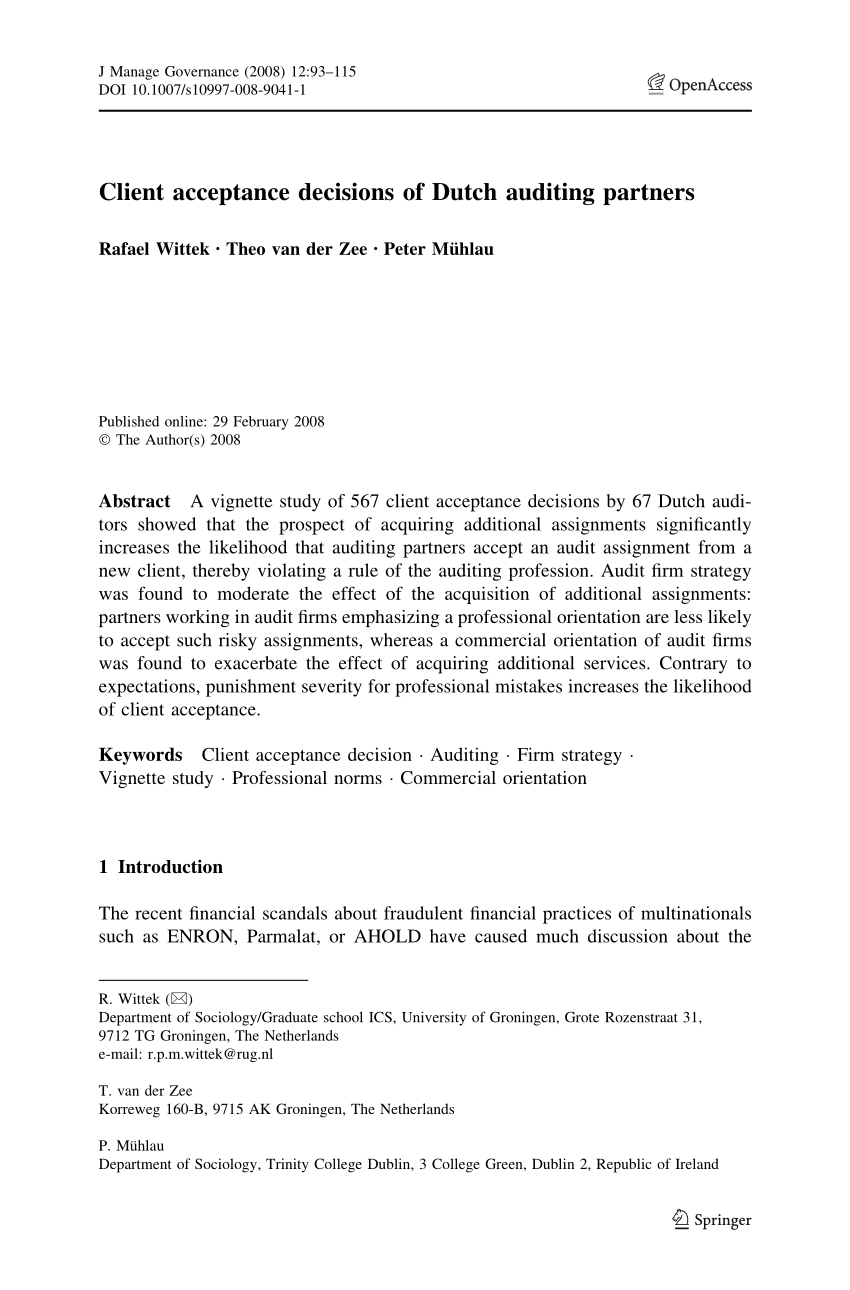 J Manage Governance (2008) 12:93–115
DOI 10.1007/s10997-008-9041-1
OpenAccess
Client acceptance decisions of Dutch auditing partners
Rafael Wittek · Theo van der Zee · Peter Mühlau
Published online: 29 February 2008
© The Author(s) 2008
Abstract A vignette study of 567 client acceptance decisions by 67 Dutch audi-
tors showed that the prospect of acquiring additional assignments significantly
increases the likelihood that auditing partners accept an audit assignment from a
new client, thereby violating a rule of the auditing profession. Audit firm strategy
was found to moderate the effect of the acquisition of additional assignments:
partners working in audit firms emphasizing a professional orientation are less likely
to accept such risky assignments, whereas a commercial orientation of audit firms
was found to exacerbate the effect of acquiring additional services. Contrary to
expectations, punishment severity for professional mistakes increases the likelihood
of client acceptance.
Keywords Client acceptance decision · Auditing · Firm strategy ·
Vignette study · Professional norms · Commercial orientation
1 Introduction
The recent financial scandals about fraudulent financial practices of multinationals
such as ENRON, Parmalat, or AHOLD have caused much discussion about the
R. Wittek (✉)
Department of Sociology/Graduate school ICS, University of Groningen, Grote Rozenstraat 31,
9712 TG Groningen, The Netherlands
e-mail: r.p.m.wittek@rug.nl
T. van der Zee
Korreweg 160-B, 9715 AK Groningen, The Netherlands
P. Mühlau
Department of Sociology, Trinity College Dublin, 3 College Green, Dublin 2, Republic of Ireland
Springer